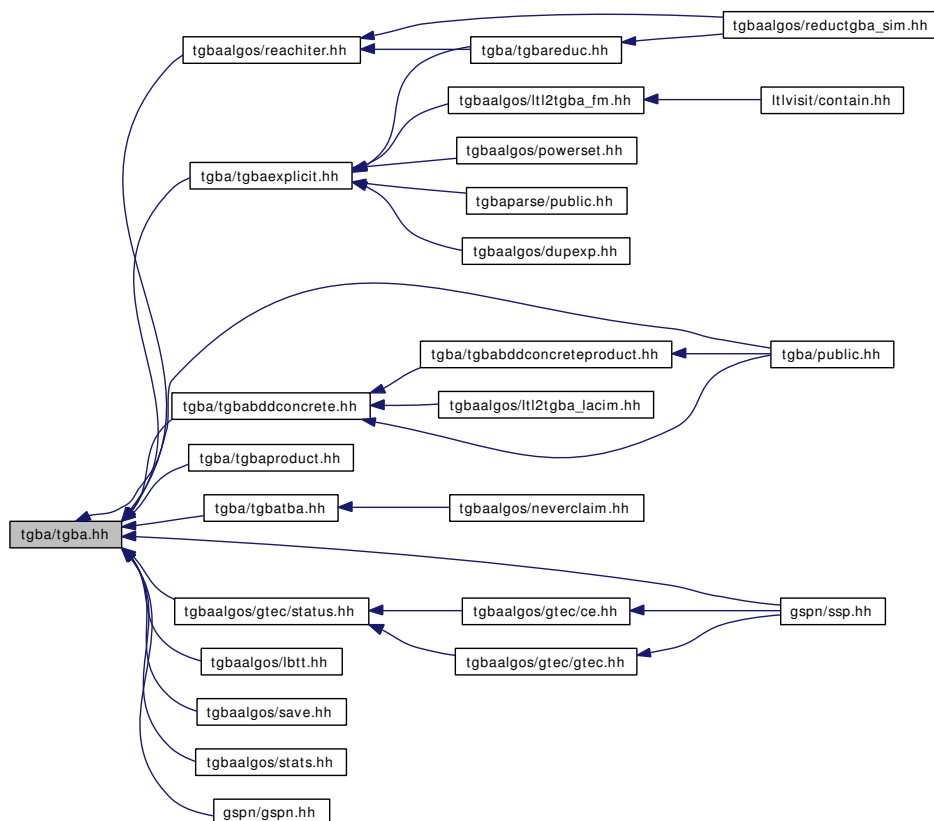 tgbaalgos/reductgba_sim.hh
tgbaalgos/reachiter.hh
tgba/tgbareduc.hh
tgbaalgos/ltl2tgba_fm.hh
ltlvisit/contain.hh
tgbaalgos/powerset.hh
tgba/tgbaexplicit.hh
tgbaparse/public.hh
tgbaalgos/dupexp.hh
tgba/tgbabddconcreteproduct.hh
tgba/public.hh
tgba/tgbabddconcrete.hh
tgbaalgos/ltl2tgba_lacim.hh
tgba/tgbaproduct.hh
tgba/tgbatba.hh
tgbaalgos/neverclaim.hh
tgba/tgba.hh
tgbaalgos/gtec/status.hh
tgbaalgos/gtec/ce.hh
gspn/ssp.hh
tgbaalgos/lbtt.hh
tgbaalgos/gtec/gtec.hh
tgbaalgos/save.hh
tgbaalgos/stats.hh
gspn/gspn.hh